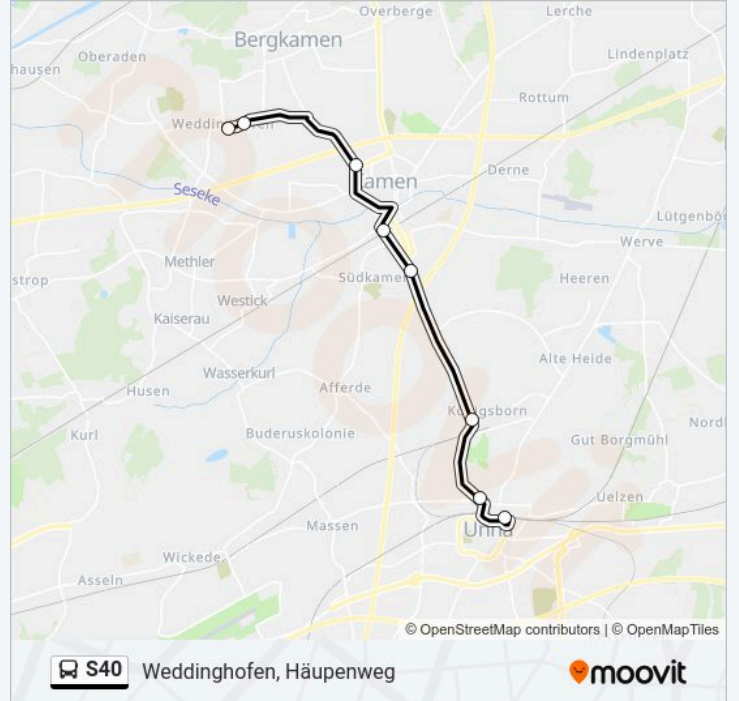 Overberge
Lerche
Bergkamen
Oberaden
Lindenplatz
hausen
Rottum
Weddinghofen
Derne
amen
Seseke
Lütgenbö
Werve
Methler
Südkamen
Heeren
strop
Westick
Kaiserau
Alte Heide
Wasserkurl
Afferde
Husen
Königsborn
Nord
Kurl
Buderuskolonie
Gut Borgmühl
Uelzen
Massen
Unna
Wickede
Asseln
© OpenStreetMap contributors | © OpenMapTiles
S40 Weddinghofen, Häupenweg
moovit